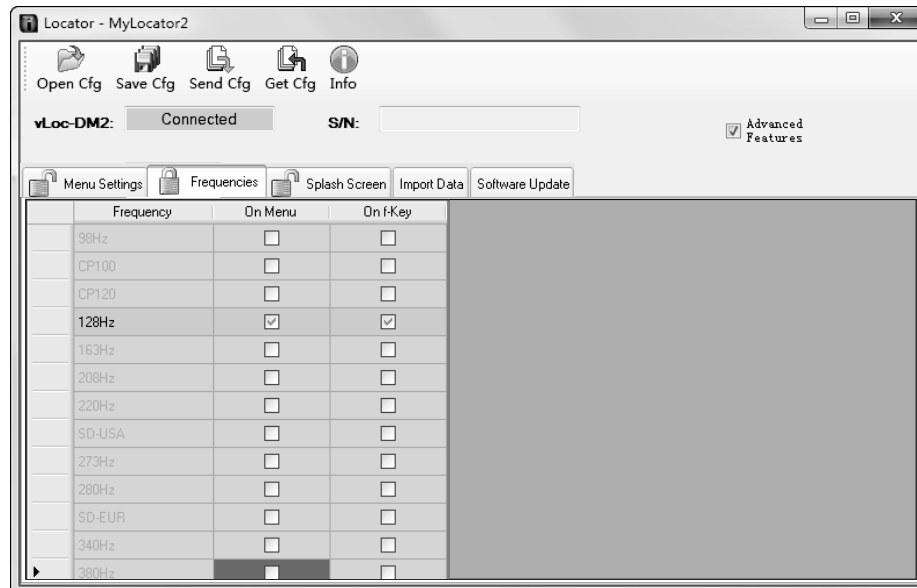 Locator - MyLocator2
Open Cfg Save Cfg Send Cfg Get Cfg Info
vLoc-DM2: Connected S/N: Advanced
Features
Menu Settings Frequencies Splash Screen Import Data Software Update
Frequency On Menu On f-Key
98Hz
CP100
CP120
128Hz
163Hz
208Hz
220Hz
SD-USA
273Hz
280Hz
SD-EUR
340Hz
380Hz